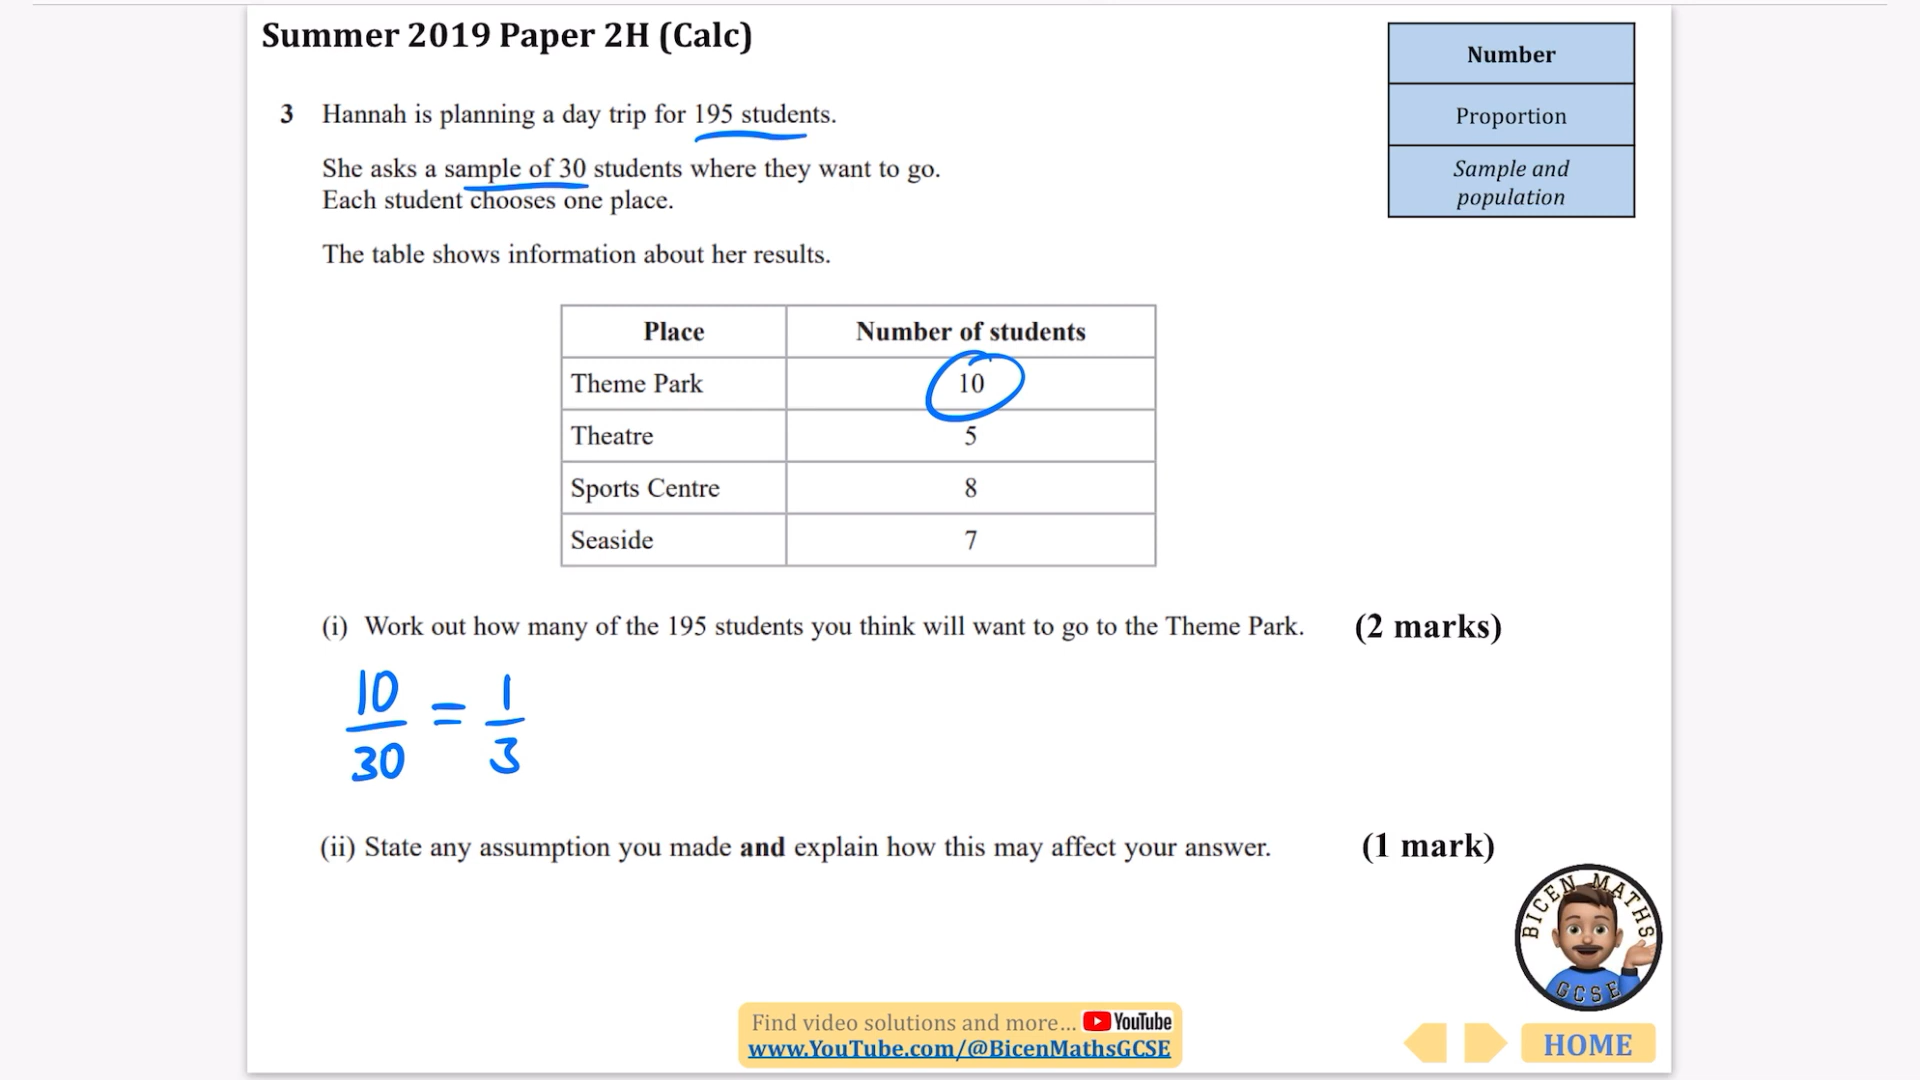 Summer 2019 Paper 2H (Calc)
Number
Proportion
Sample and
population
3 Hannah is planning a day trip for 195 students.
She asks a sample of 30 students where they want to go.
Each student chooses one place.
The table shows information about her results.
Place Number of students
Theme Park 10
Theatre 5
Sports Centre 8
Seaside 7
(i) Work out how many of the 195 students you think will want to go to the Theme Park. (2 marks)
10/30 = 1/3
(ii) State any assumption you made and explain how this may affect your answer. (1 mark)
BICEN MATHS
GCSE
Find video solutions and more... YouTube
www.YouTube.com/@BicenMathsGCSE
HOME